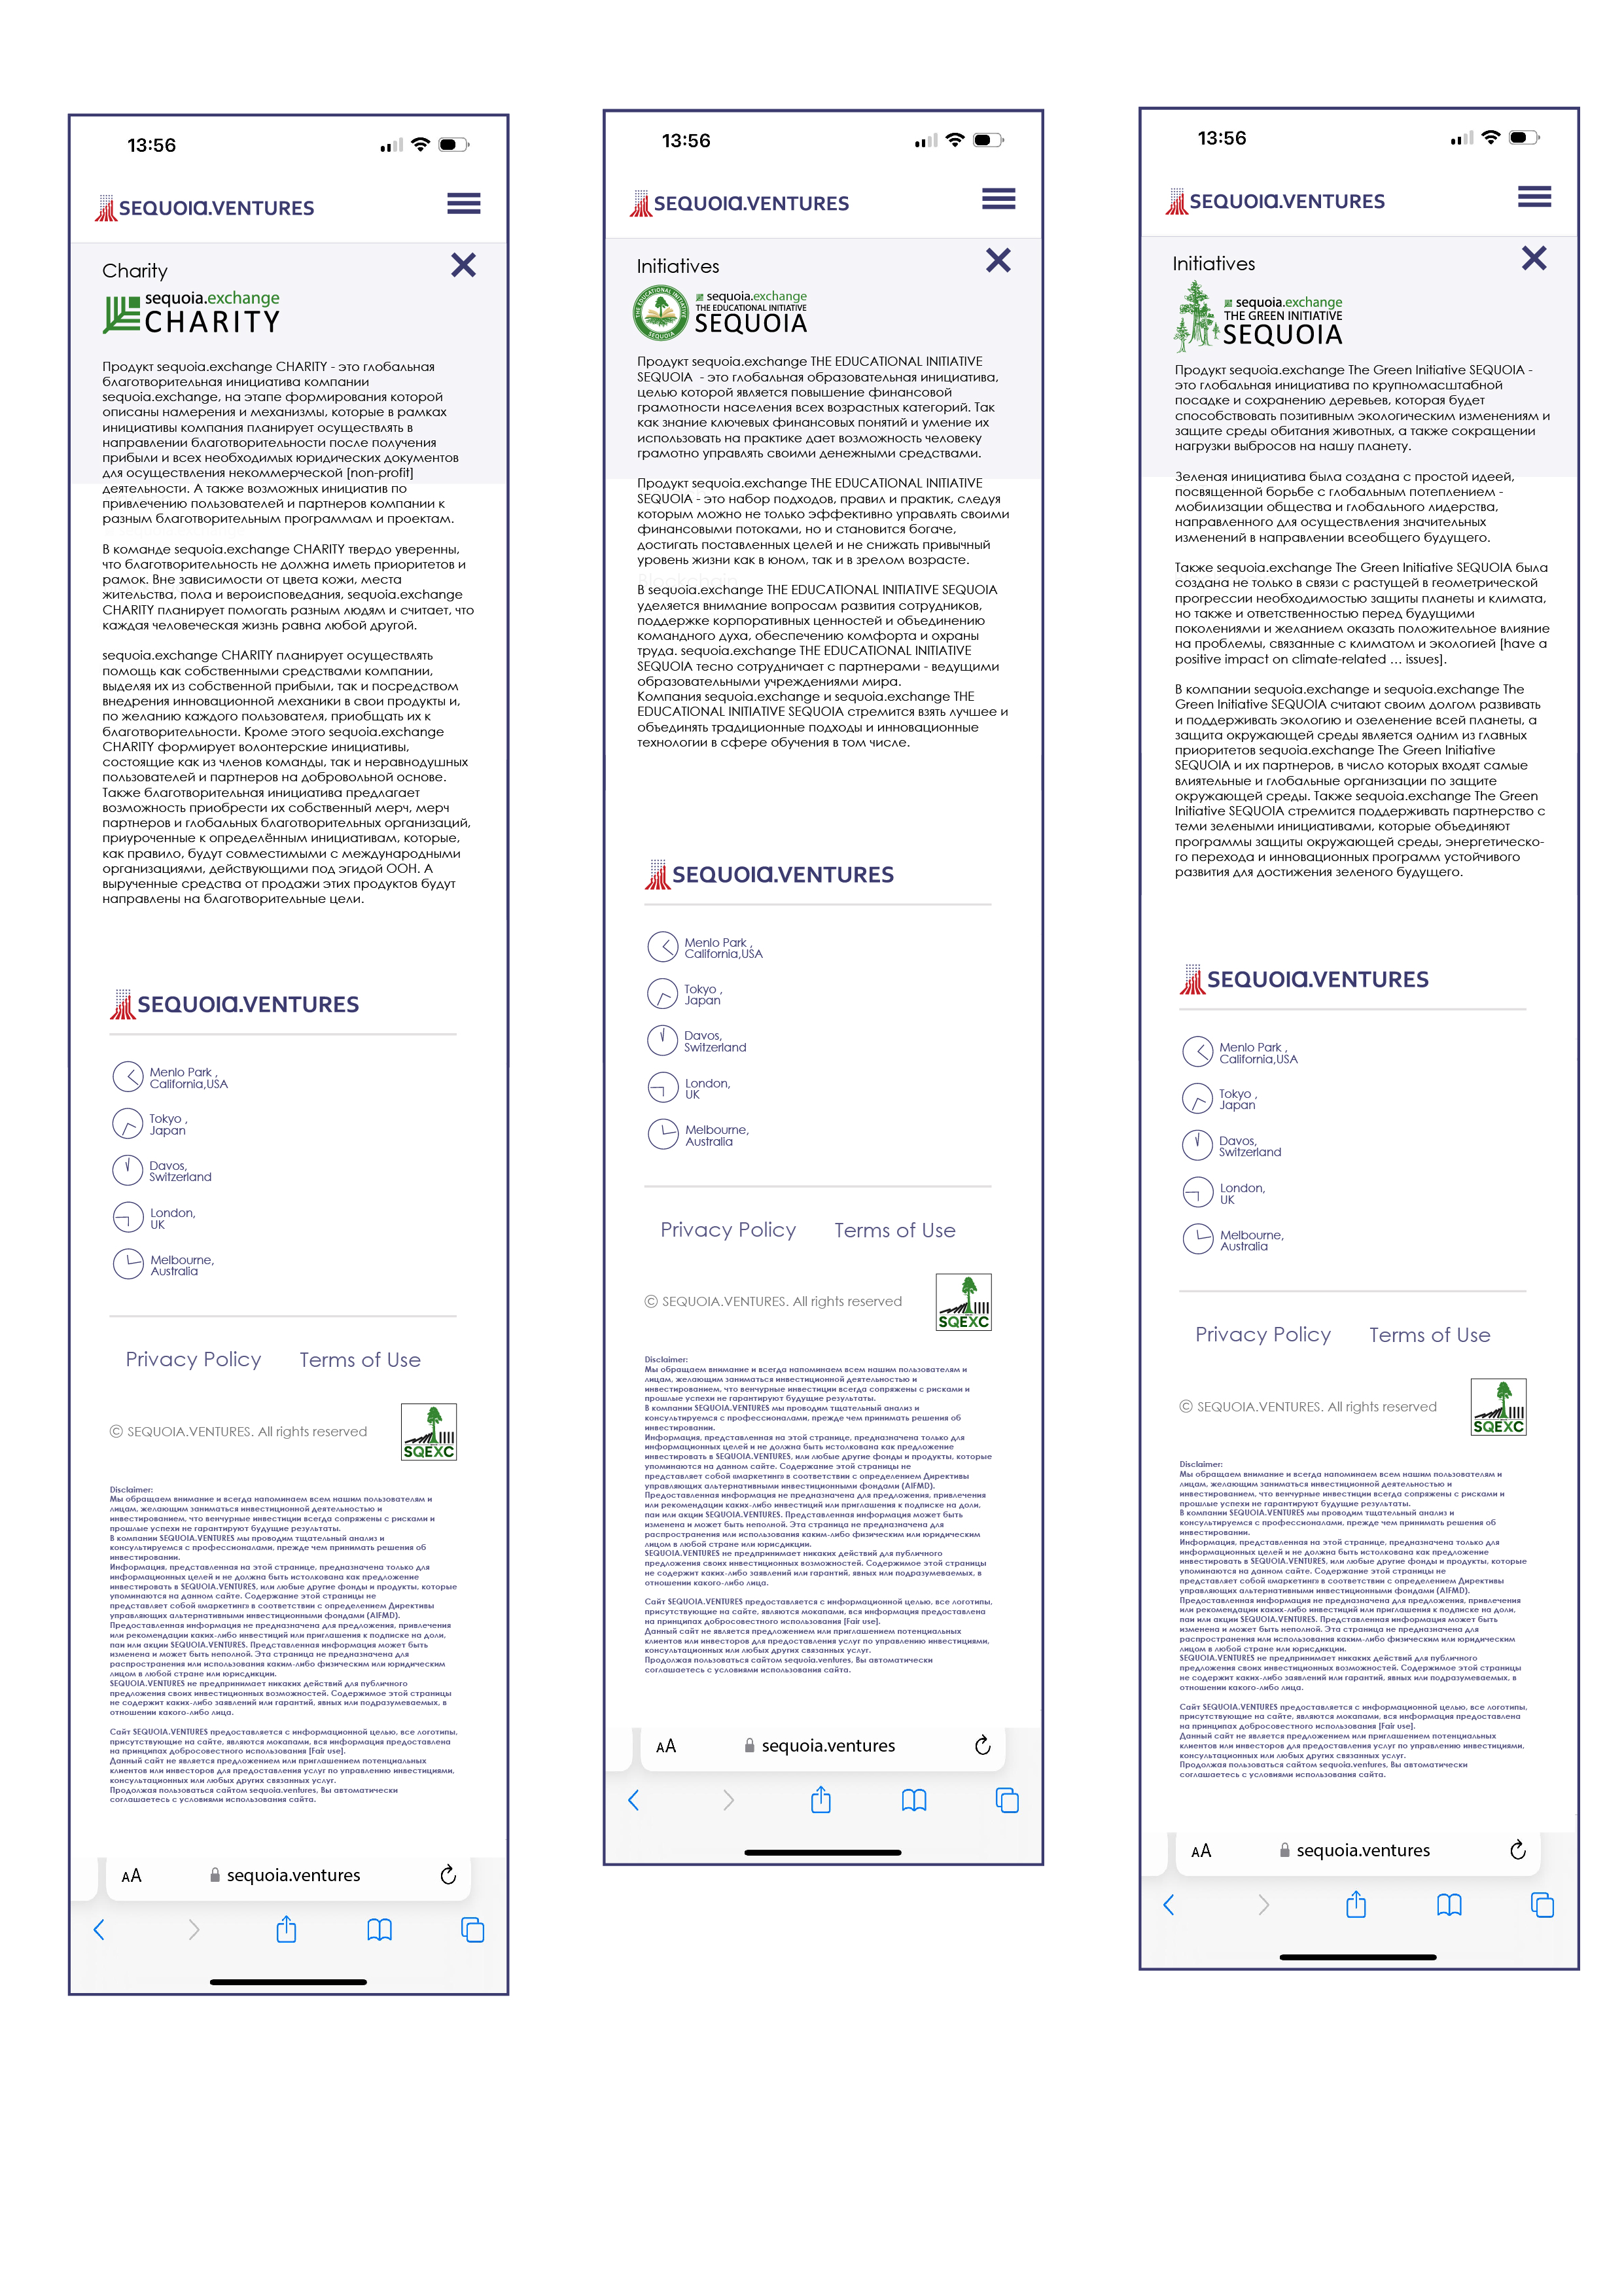 13:56
SEQUOIA.VENTURES
Charity
sequoia.exchange
CHARITY
Продукт sequoia.exchange CHARITY - это глобальная
благотворительная инициатива компании
sequoia.exchange, на этапе формирования которой
описаны намерения и механизмы, которые в рамках
инициативы компания планирует осуществлять в
направлении благотворительности после получения
прибыли и всех необходимых юридических документов
для осуществления некоммерческой [non-profit]
деятельности. А также возможных инициатив по
привлечению пользователей и партнеров компании к
разным благотворительным программам и проектам.
В команде sequoia.exchange CHARITY твердо уверенны,
что благотворительность не должна иметь приоритетов и
рамок. Вне зависимости от цвета кожи, места
жительства, пола и вероисповедания, sequoia.exchange
CHARITY планирует помогать разным людям и считает, что
каждая человеческая жизнь равна любой другой.
sequoia.exchange CHARITY планирует осуществлять
помощь как собственными средствами компании,
выделяя их из собственной прибыли, так и посредством
внедрения инновационной механики в свои продукты и,
по желанию каждого пользователя, приобщать их к
благотворительности. Кроме этого sequoia.exchange
CHARITY формирует волонтерские инициативы,
состоящие как из членов команды, так и неравнодушных
пользователей и партнеров на добровольной основе.
Также благотворительная инициатива предлагает
возможность приобрести их собственный мерч, мерч
партнеров и глобальных благотворительных организаций,
приуроченные к определённым инициативам, которые,
как правило, будут совместимыми с международными
организациями, действующими под эгидой ООН. А
вырученные средства от продажи этих продуктов будут
направлены на благотворительные цели.
SEQUOIA.VENTURES
Menlo Park ,
California,USA
Tokyo ,
Japan
Davos,
Switzerland
London,
UK
Melbourne,
Australia
Privacy Policy Terms of Use
© SEQUOIA.VENTURES. All rights reserved
SQEXC
Disclaimer:
Мы обращаем внимание и всегда напоминаем всем нашим пользователям и
лицам, желающим заниматься инвестиционной деятельностью и
инвестированием, что венчурные инвестиции всегда сопряжены с рисками и
прошлые успехи не гарантируют будущие результаты.
В компании SEQUOIA.VENTURES мы проводим тщательный анализ и
консультируемся с профессионалами, прежде чем принимать решения об
инвестировании.
Информация, представленная на этой странице, предназначена только для
информационных целей и не должна быть истолкована как предложение
инвестировать в SEQUOIA.VENTURES, или любые другие фонды и продукты, которые
упоминаются на данном сайте. Содержание этой страницы не
представляет собой «маркетинг» в соответствии с определением Директивы
управляющих альтернативными инвестиционными фондами (AIFMD).
Предоставленная информация не предназначена для предложения, привлечения
или рекомендации каких-либо инвестиций или приглашения к подписке на доли,
паи или акции SEQUOIA.VENTURES. Представленная информация может быть
изменена и может быть неполной. Эта страница не предназначена для
распространения или использования каким-либо физическим или юридическим
лицом в любой стране или юрисдикции.
SEQUOIA.VENTURES не предпринимает никаких действий для публичного
предложения своих инвестиционных возможностей. Содержимое этой страницы
не содержит каких-либо заявлений или гарантий, явных или подразумеваемых, в
отношении какого-либо лица.
Сайт SEQUOIA.VENTURES предоставляется с информационной целью, все логотипы,
присутствующие на сайте, являются мокапами, вся информация предоставлена
на принципах добросовестного использования [Fair use].
Данный сайт не является предложением или приглашением потенциальных
клиентов или инвесторов для предоставления услуг по управлению инвестициями,
консультационных или любых других связанных услуг.
Продолжая пользоваться сайтом sequoia.ventures, Вы автоматически
соглашаетесь с условиями использования сайта.
AA sequoia.ventures
13:56
SEQUOIA.VENTURES
Initiatives
THE EDUCATIONAL INITIATIVE
SEQUOIA
sequoia.exchange
THE EDUCATIONAL INITIATIVE
SEQUOIA
Продукт sequoia.exchange THE EDUCATIONAL INITIATIVE
SEQUOIA - это глобальная образовательная инициатива,
целью которой является повышение финансовой
грамотности населения всех возрастных категорий. Так
как знание ключевых финансовых понятий и умение их
использовать на практике дает возможность человеку
грамотно управлять своими денежными средствами.
Продукт sequoia.exchange THE EDUCATIONAL INITIATIVE
SEQUOIA - это набор подходов, правил и практик, следуя
которым можно не только эффективно управлять своими
финансовыми потоками, но и становится богаче,
достигать поставленных целей и не снижать привычный
уровень жизни как в юном, так и в зрелом возрасте.
Blockchain
В sequoia.exchange THE EDUCATIONAL INITIATIVE SEQUOIA
уделяется внимание вопросам развития сотрудников,
поддержке корпоративных ценностей и объединению
командного духа, обеспечению комфорта и охраны
труда. sequoia.exchange THE EDUCATIONAL INITIATIVE
SEQUOIA тесно сотрудничает с партнерами - ведущими
образовательными учреждениями мира.
Компания sequoia.exchange и sequoia.exchange THE
EDUCATIONAL INITIATIVE SEQUOIA стремится взять лучшее и
объединять традиционные подходы и инновационные
технологии в сфере обучения в том числе.
SEQUOIA.VENTURES
Menlo Park ,
California,USA
Tokyo ,
Japan
Davos,
Switzerland
London,
UK
Melbourne,
Australia
Privacy Policy Terms of Use
© SEQUOIA.VENTURES. All rights reserved
SQEXC
Disclaimer:
Мы обращаем внимание и всегда напоминаем всем нашим пользователям и
лицам, желающим заниматься инвестиционной деятельностью и
инвестированием, что венчурные инвестиции всегда сопряжены с рисками и
прошлые успехи не гарантируют будущие результаты.
В компании SEQUOIA.VENTURES мы проводим тщательный анализ и
консультируемся с профессионалами, прежде чем принимать решения об
инвестировании.
Информация, представленная на этой странице, предназначена только для
информационных целей и не должна быть истолкована как предложение
инвестировать в SEQUOIA.VENTURES, или любые другие фонды и продукты, которые
упоминаются на данном сайте. Содержание этой страницы не
представляет собой «маркетинг» в соответствии с определением Директивы
управляющих альтернативными инвестиционными фондами (AIFMD).
Предоставленная информация не предназначена для предложения, привлечения
или рекомендации каких-либо инвестиций или приглашения к подписке на доли,
паи или акции SEQUOIA.VENTURES. Представленная информация может быть
изменена и может быть неполной. Эта страница не предназначена для
распространения или использования каким-либо физическим или юридическим
лицом в любой стране или юрисдикции.
SEQUOIA.VENTURES не предпринимает никаких действий для публичного
предложения своих инвестиционных возможностей. Содержимое этой страницы
не содержит каких-либо заявлений или гарантий, явных или подразумеваемых, в
отношении какого-либо лица.
Сайт SEQUOIA.VENTURES предоставляется с информационной целью, все логотипы,
присутствующие на сайте, являются мокапами, вся информация предоставлена
на принципах добросовестного использования [Fair use].
Данный сайт не является предложением или приглашением потенциальных
клиентов или инвесторов для предоставления услуг по управлению инвестициями,
консультационных или любых других связанных услуг.
Продолжая пользоваться сайтом sequoia.ventures, Вы автоматически
соглашаетесь с условиями использования сайта.
AA sequoia.ventures
13:56
SEQUOIA.VENTURES
Initiatives
sequoia.exchange
THE GREEN INITIATIVE
SEQUOIA
Продукт sequoia.exchange The Green Initiative SEQUOIA -
это глобальная инициатива по крупномасштабной
посадке и сохранению деревьев, которая будет
способствовать позитивным экологическим изменениям и
защите среды обитания животных, а также сокращении
нагрузки выбросов на нашу планету.
Зеленая инициатива была создана с простой идеей,
посвященной борьбе с глобальным потеплением -
мобилизации общества и глобального лидерства,
направленного для осуществления значительных
изменений в направлении всеобщего будущего.
Также sequoia.exchange The Green Initiative SEQUOIA была
создана не только в связи с растущей в геометрической
прогрессии необходимостью защиты планеты и климата,
но также и ответственностью перед будущими
поколениями и желанием оказать положительное влияние
на проблемы, связанные с климатом и экологией [have a
positive impact on climate-related ... issues].
В компании sequoia.exchange и sequoia.exchange The
Green Initiative SEQUOIA считают своим долгом развивать
и поддерживать экологию и озеленение всей планеты, а
защита окружающей среды является одним из главных
приоритетов sequoia.exchange The Green Initiative
SEQUOIA и их партнеров, в число которых входят самые
влиятельные и глобальные организации по защите
окружающей среды. Также sequoia.exchange The Green
Initiative SEQUOIA стремится поддерживать партнерство с
теми зелеными инициативами, которые объединяют
программы защиты окружающей среды, энергетическо-
го перехода и инновационных программ устойчивого
развития для достижения зеленого будущего.
SEQUOIA.VENTURES
Menlo Park ,
California,USA
Tokyo ,
Japan
Davos,
Switzerland
London,
UK
Melbourne,
Australia
Privacy Policy Terms of Use
© SEQUOIA.VENTURES. All rights reserved
SQEXC
Disclaimer:
Мы обращаем внимание и всегда напоминаем всем нашим пользователям и
лицам, желающим заниматься инвестиционной деятельностью и
инвестированием, что венчурные инвестиции всегда сопряжены с рисками и
прошлые успехи не гарантируют будущие результаты.
В компании SEQUOIA.VENTURES мы проводим тщательный анализ и
консультируемся с профессионалами, прежде чем принимать решения об
инвестировании.
Информация, представленная на этой странице, предназначена только для
информационных целей и не должна быть истолкована как предложение
инвестировать в SEQUOIA.VENTURES, или любые другие фонды и продукты, которые
упоминаются на данном сайте. Содержание этой страницы не
представляет собой «маркетинг» в соответствии с определением Директивы
управляющих альтернативными инвестиционными фондами (AIFMD).
Предоставленная информация не предназначена для предложения, привлечения
или рекомендации каких-либо инвестиций или приглашения к подписке на доли,
паи или акции SEQUOIA.VENTURES. Представленная информация может быть
изменена и может быть неполной. Эта страница не предназначена для
распространения или использования каким-либо физическим или юридическим
лицом в любой стране или юрисдикции.
SEQUOIA.VENTURES не предпринимает никаких действий для публичного
предложения своих инвестиционных возможностей. Содержимое этой страницы
не содержит каких-либо заявлений или гарантий, явных или подразумеваемых, в
отношении какого-либо лица.
Сайт SEQUOIA.VENTURES предоставляется с информационной целью, все логотипы,
присутствующие на сайте, являются мокапами, вся информация предоставлена
на принципах добросовестного использования [Fair use].
Данный сайт не является предложением или приглашением потенциальных
клиентов или инвесторов для предоставления услуг по управлению инвестициями,
консультационных или любых других связанных услуг.
Продолжая пользоваться сайтом sequoia.ventures, Вы автоматически
соглашаетесь с условиями использования сайта.
AA sequoia.ventures